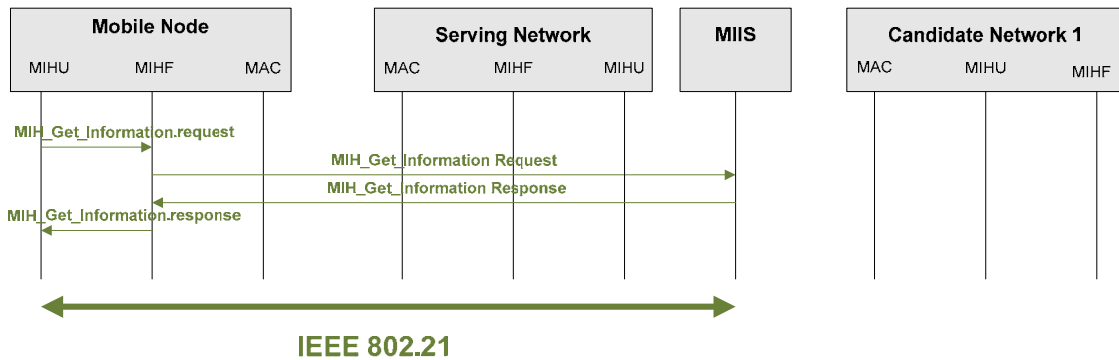 Mobile Node
Serving Network
MIIS
Candidate Network 1
MIHU MIHF MAC
MAC MIHF MIHU
MAC MIHU MIHF
MIH_Get_Information.request
MIH_Get_Information Request
MIH_Get_Information Response
MIH_Get_Information.response
IEEE 802.21